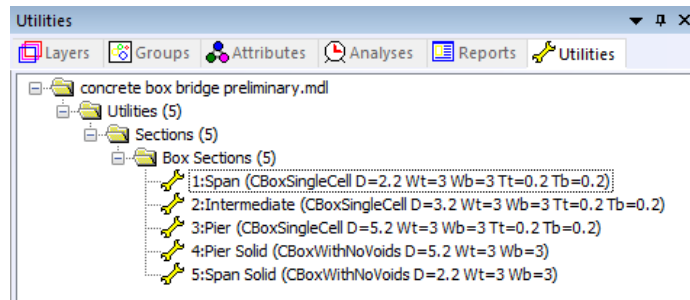 Utilities
Layers Groups Attributes Analyses Reports Utilities
concrete box bridge preliminary.mdl
Utilities (5)
Sections (5)
Box Sections (5)
1:Span (CBoxSingleCell D=2.2 Wt=3 Wb=3 Tt=0.2 Tb=0.2)
2:Intermediate (CBoxSingleCell D=3.2 Wt=3 Wb=3 Tt=0.2 Tb=0.2)
3:Pier (CBoxSingleCell D=5.2 Wt=3 Wb=3 Tt=0.2 Tb=0.2)
4:Pier Solid (CBoxWithNoVoids D=5.2 Wt=3 Wb=3)
5:Span Solid (CBoxWithNoVoids D=2.2 Wt=3 Wb=3)